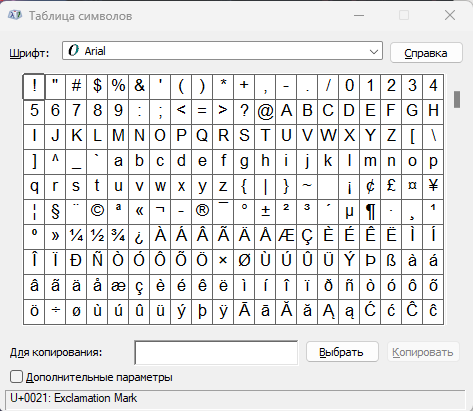 Таблица символов
Шрифт: O Arial Справка
! " # $ % & ' ( ) * + , - . / 0 1 2 3 4
5 6 7 8 9 : ; < = > ? @ A B C D E F G H
I J K L M N O P Q R S T U V W X Y Z [ \
] ^ _ ` a b c d e f g h i j k l m n o p
q r s t u v w x y z { | } ~ ¡ ¢ £ ¤ ¥
¦ § ¨ © ª « ¬ - ® ¯ ° ± ² ³ ´ µ ¶ · ¸ ¹
º » ¼ ½ ¾ ¿ À Á Â Ã Ä Å Æ Ç È É Ê Ë Ì Í
Î Ï Ð Ñ Ò Ó Ô Õ Ö × Ø Ù Ú Û Ü Ý Þ ß à á
â ã ä å æ ç è é ê ë ì í î ï ð ñ ò ó ô õ
ö ÷ ø ù ú û ü ý þ ÿ Ā ā Ă ă Ą ą Ć ć Ĉ ĉ
Для копирования: Выбрать Копировать
Дополнительные параметры
U+0021: Exclamation Mark